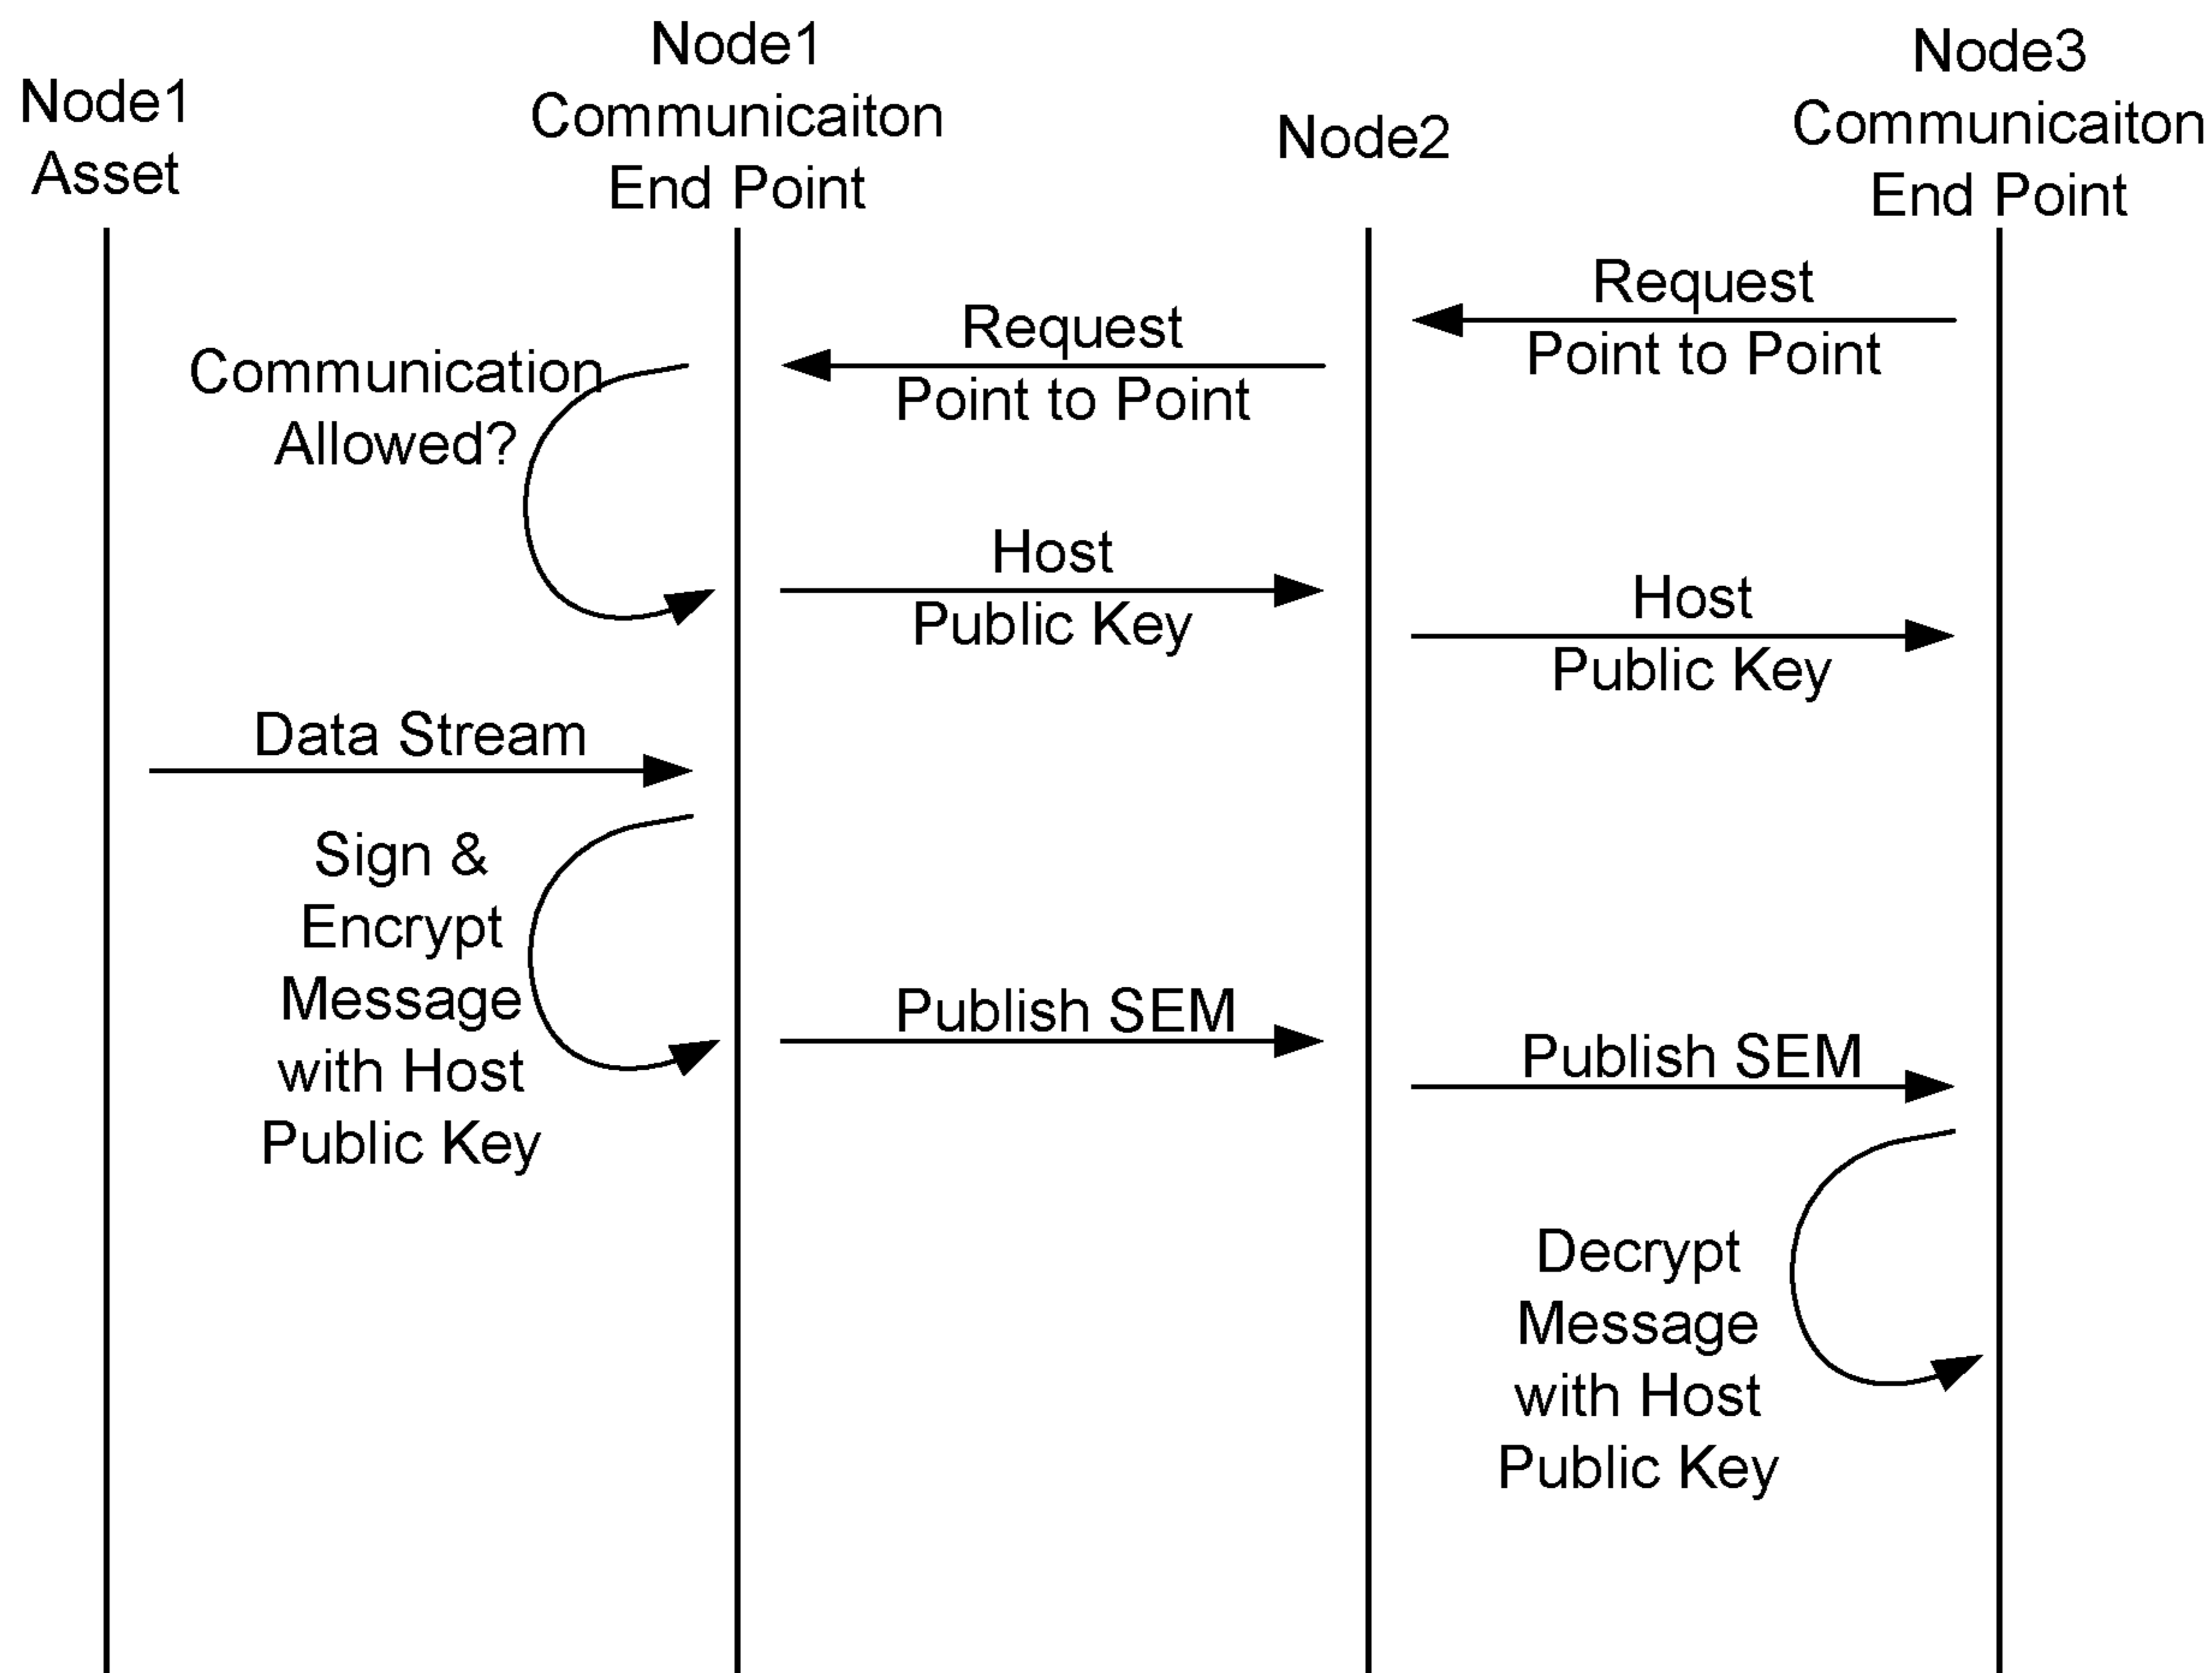 Node1
Asset
Node1
Communicaiton
End Point
Node2
Node3
Communicaiton
End Point
Request
Point to Point
Request
Point to Point
Communication
Allowed?
Host
Public Key
Host
Public Key
Data Stream
Sign &
Encrypt
Message
with Host
Public Key
Publish SEM
Publish SEM
Decrypt
Message
with Host
Public Key